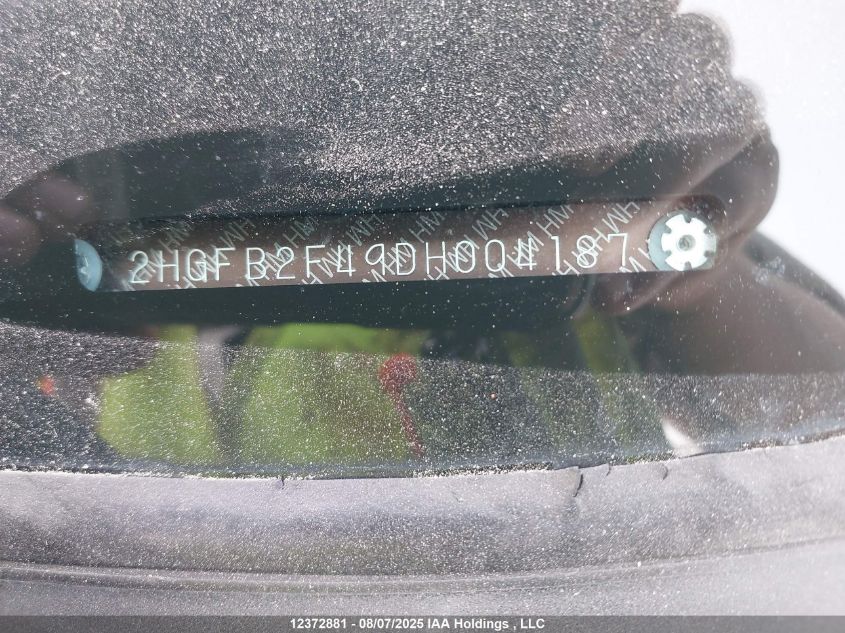 2HGFB2F49DH004187
12372881 - 08/07/2025 IAA Holdings , LLC